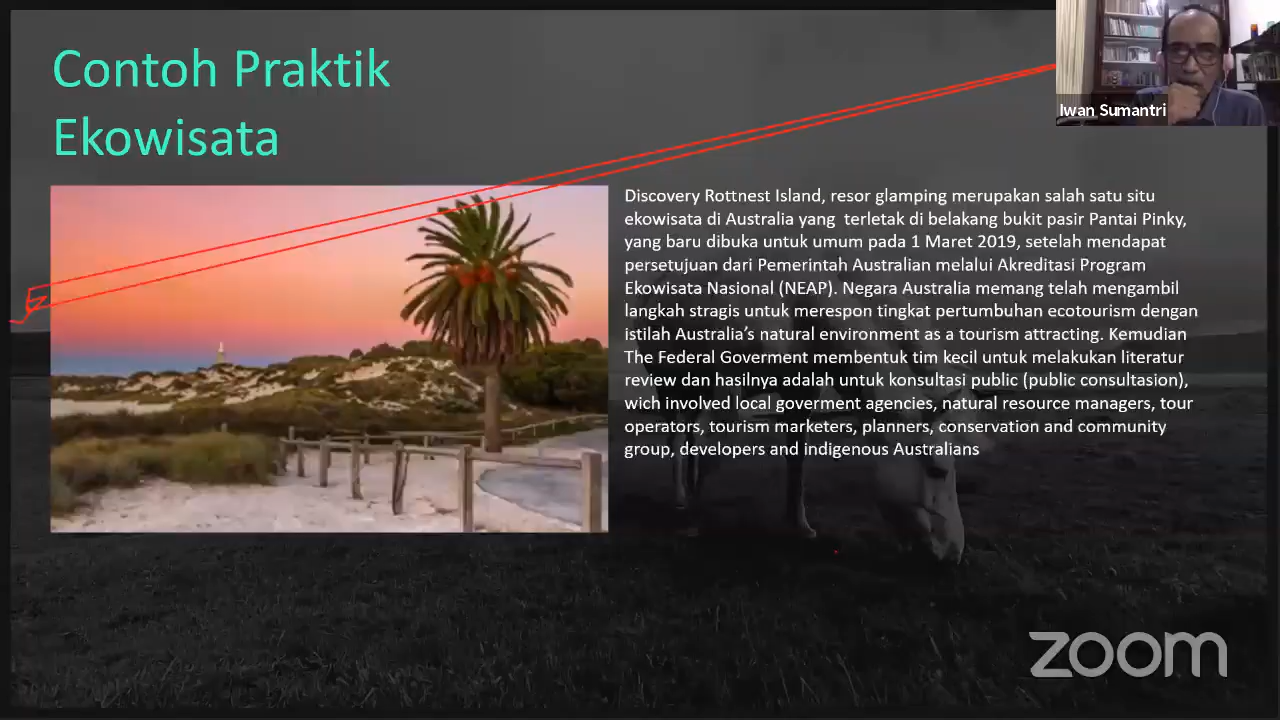 Contoh Praktik
Ekowisata
Iwan Sumantri
Discovery Rottnest Island, resor glamping merupakan salah satu situ
ekowisata di Australia yang terletak di belakang bukit pasir Pantai Pinky,
yang baru dibuka untuk umum pada 1 Maret 2019, setelah mendapat
persetujuan dari Pemerintah Australian melalui Akreditasi Program
Ekowisata Nasional (NEAP). Negara Australia memang telah mengambil
langkah stragis untuk merespon tingkat pertumbuhan ecotourism dengan
istilah Australia's natural environment as a tourism attracting. Kemudian
The Federal Goverment membentuk tim kecil untuk melakukan literatur
review dan hasilnya adalah untuk konsultasi public (public consultasion),
wich involved local goverment agencies, natural resource managers, tour
operators, tourism marketers, planners, conservation and community
group, developers and indigenous Australians
zoom